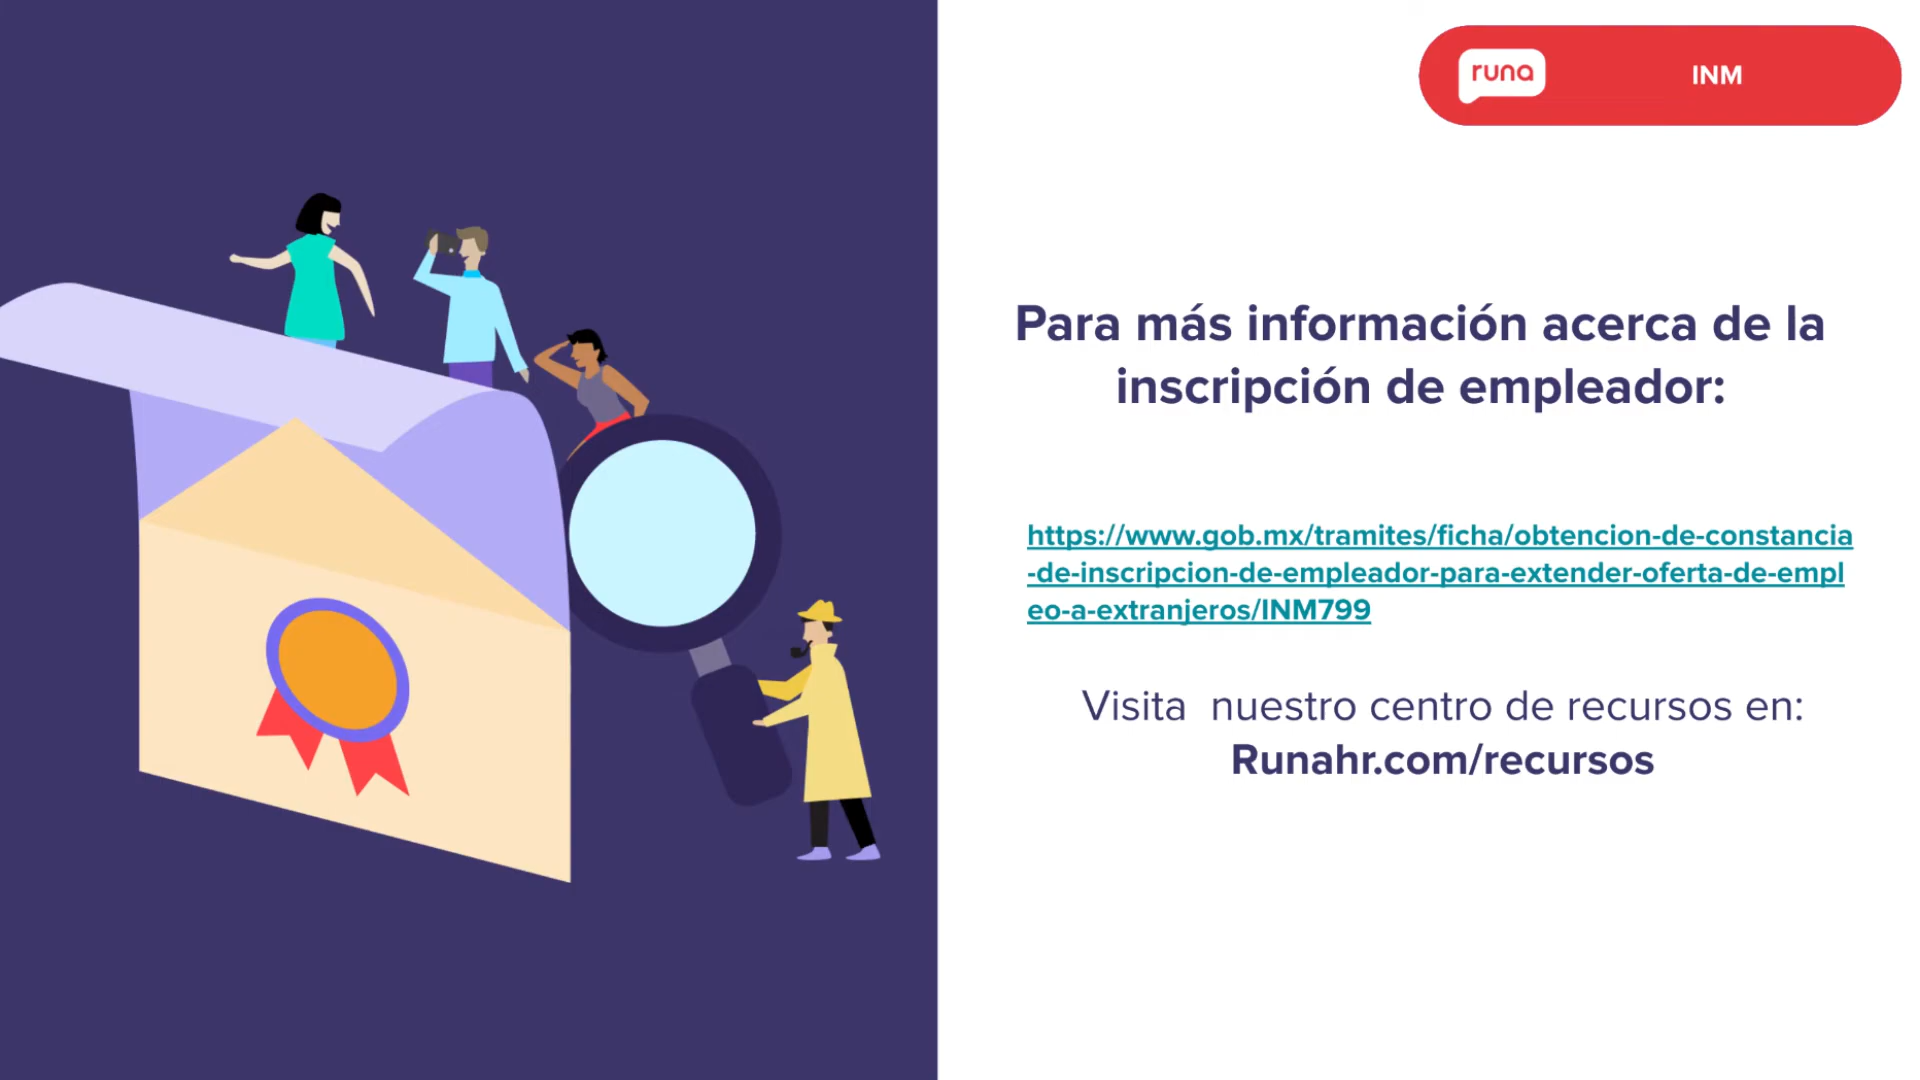 runa
INM
Para más información acerca de la
inscripción de empleador:
https://www.gob.mx/tramites/ficha/obtencion-de-constancia
-de-inscripcion-de-empleador-para-extender-oferta-de-empl
eo-a-extranjeros/INM799
Visita  nuestro centro de recursos en:
Runahr.com/recursos